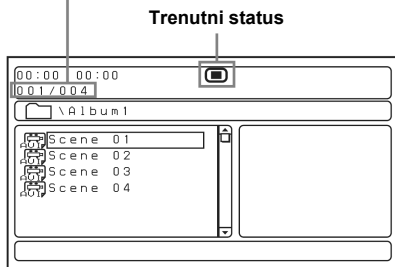 Trenutni status
00:00 00:00
001/004
\Album1
Scene 01
Scene 02
Scene 03
Scene 04